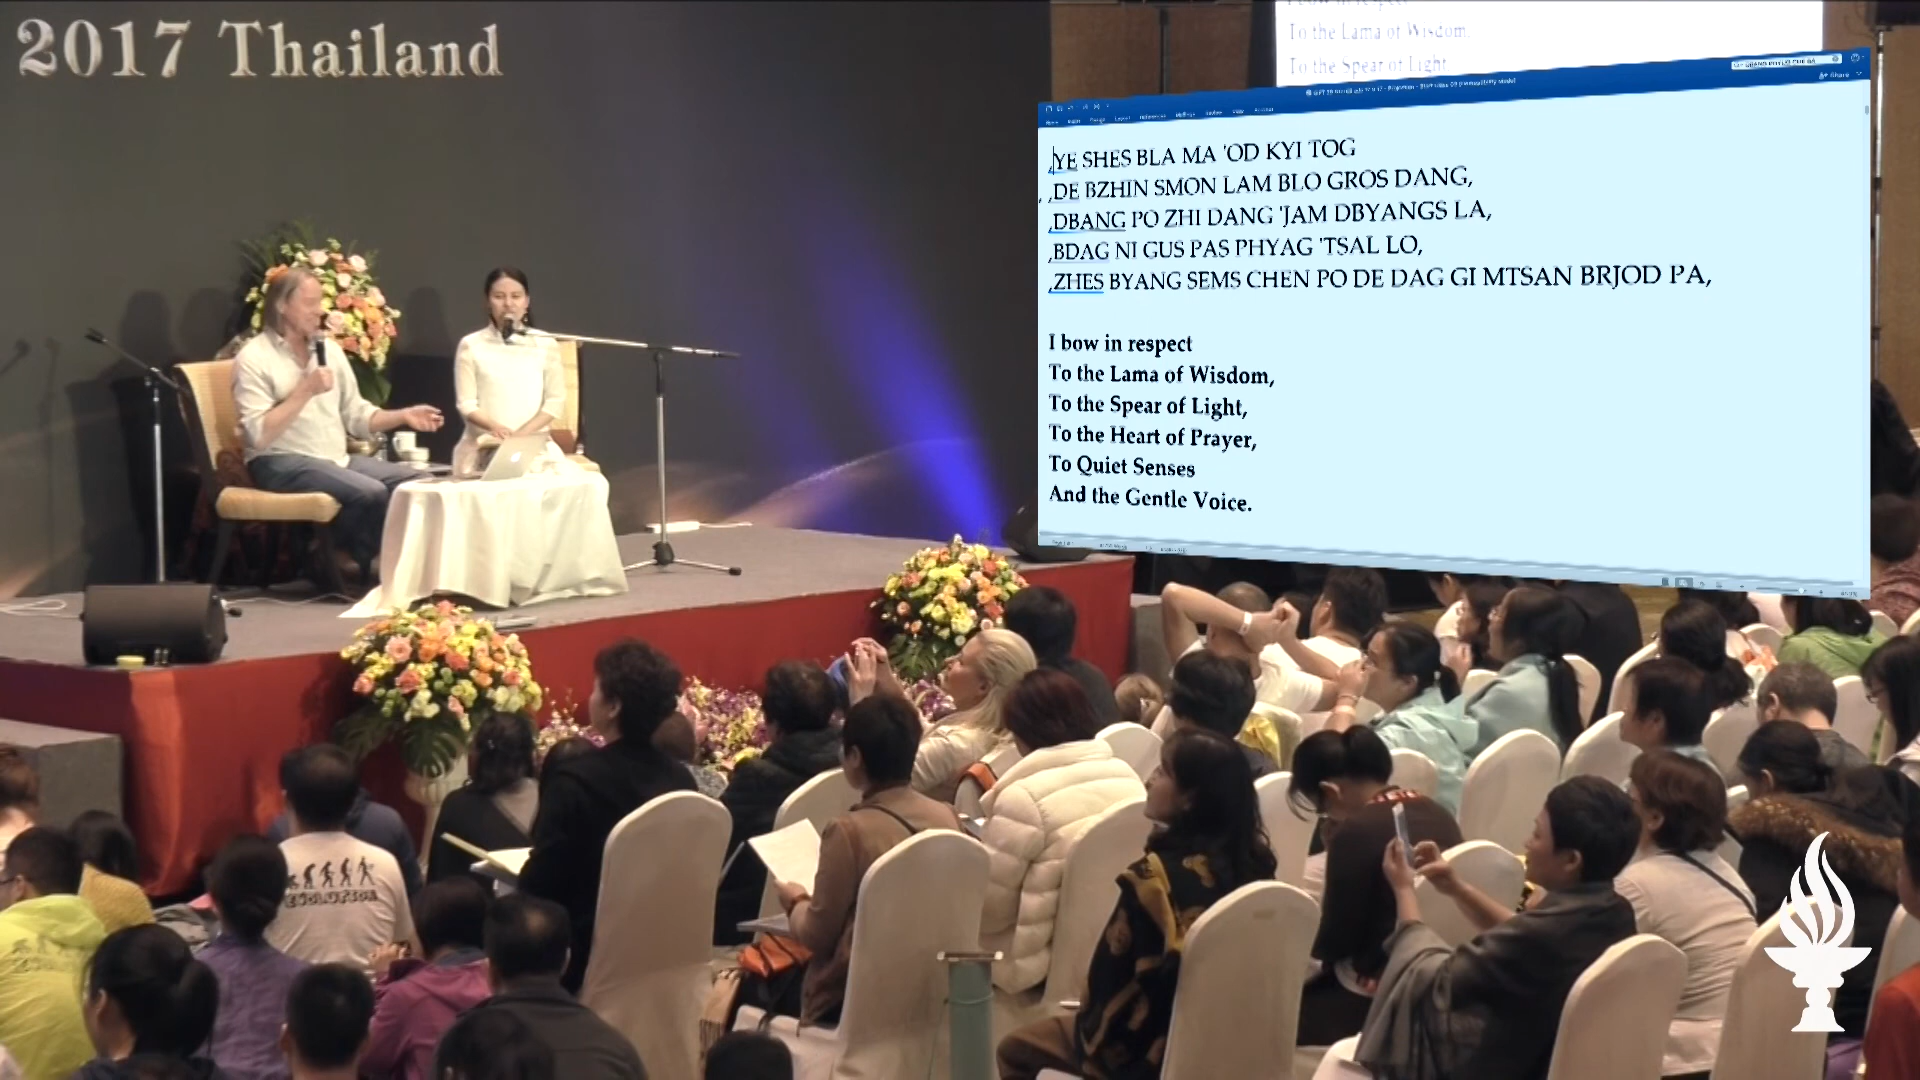 2017 Thailand
To the Lama of Wisdom,
To the Spear of Light
Share
,YE SHES BLA MA 'OD KYI TOG
, ,DE BZHIN SMON LAM BLO GROS DANG,
,DBANG PO ZHI DANG 'JAM DBYANGS LA,
,BDAG NI GUS PAS PHYAG 'TSAL LO,
,ZHES BYANG SEMS CHEN PO DE DAG GI MTSAN BRJOD PA,
I bow in respect
To the Lama of Wisdom,
To the Spear of Light,
To the Heart of Prayer,
To Quiet Senses
And the Gentle Voice.
EVOLUTION